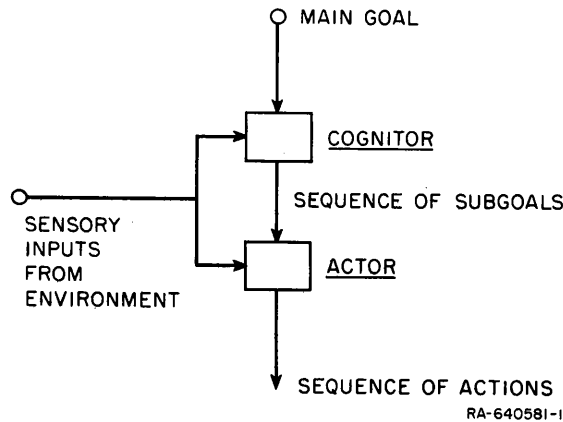 MAIN GOAL
COGNITOR
SEQUENCE OF SUBGOALS
SENSORY
INPUTS
FROM
ENVIRONMENT
ACTOR
SEQUENCE OF ACTIONS
RA-640581-1